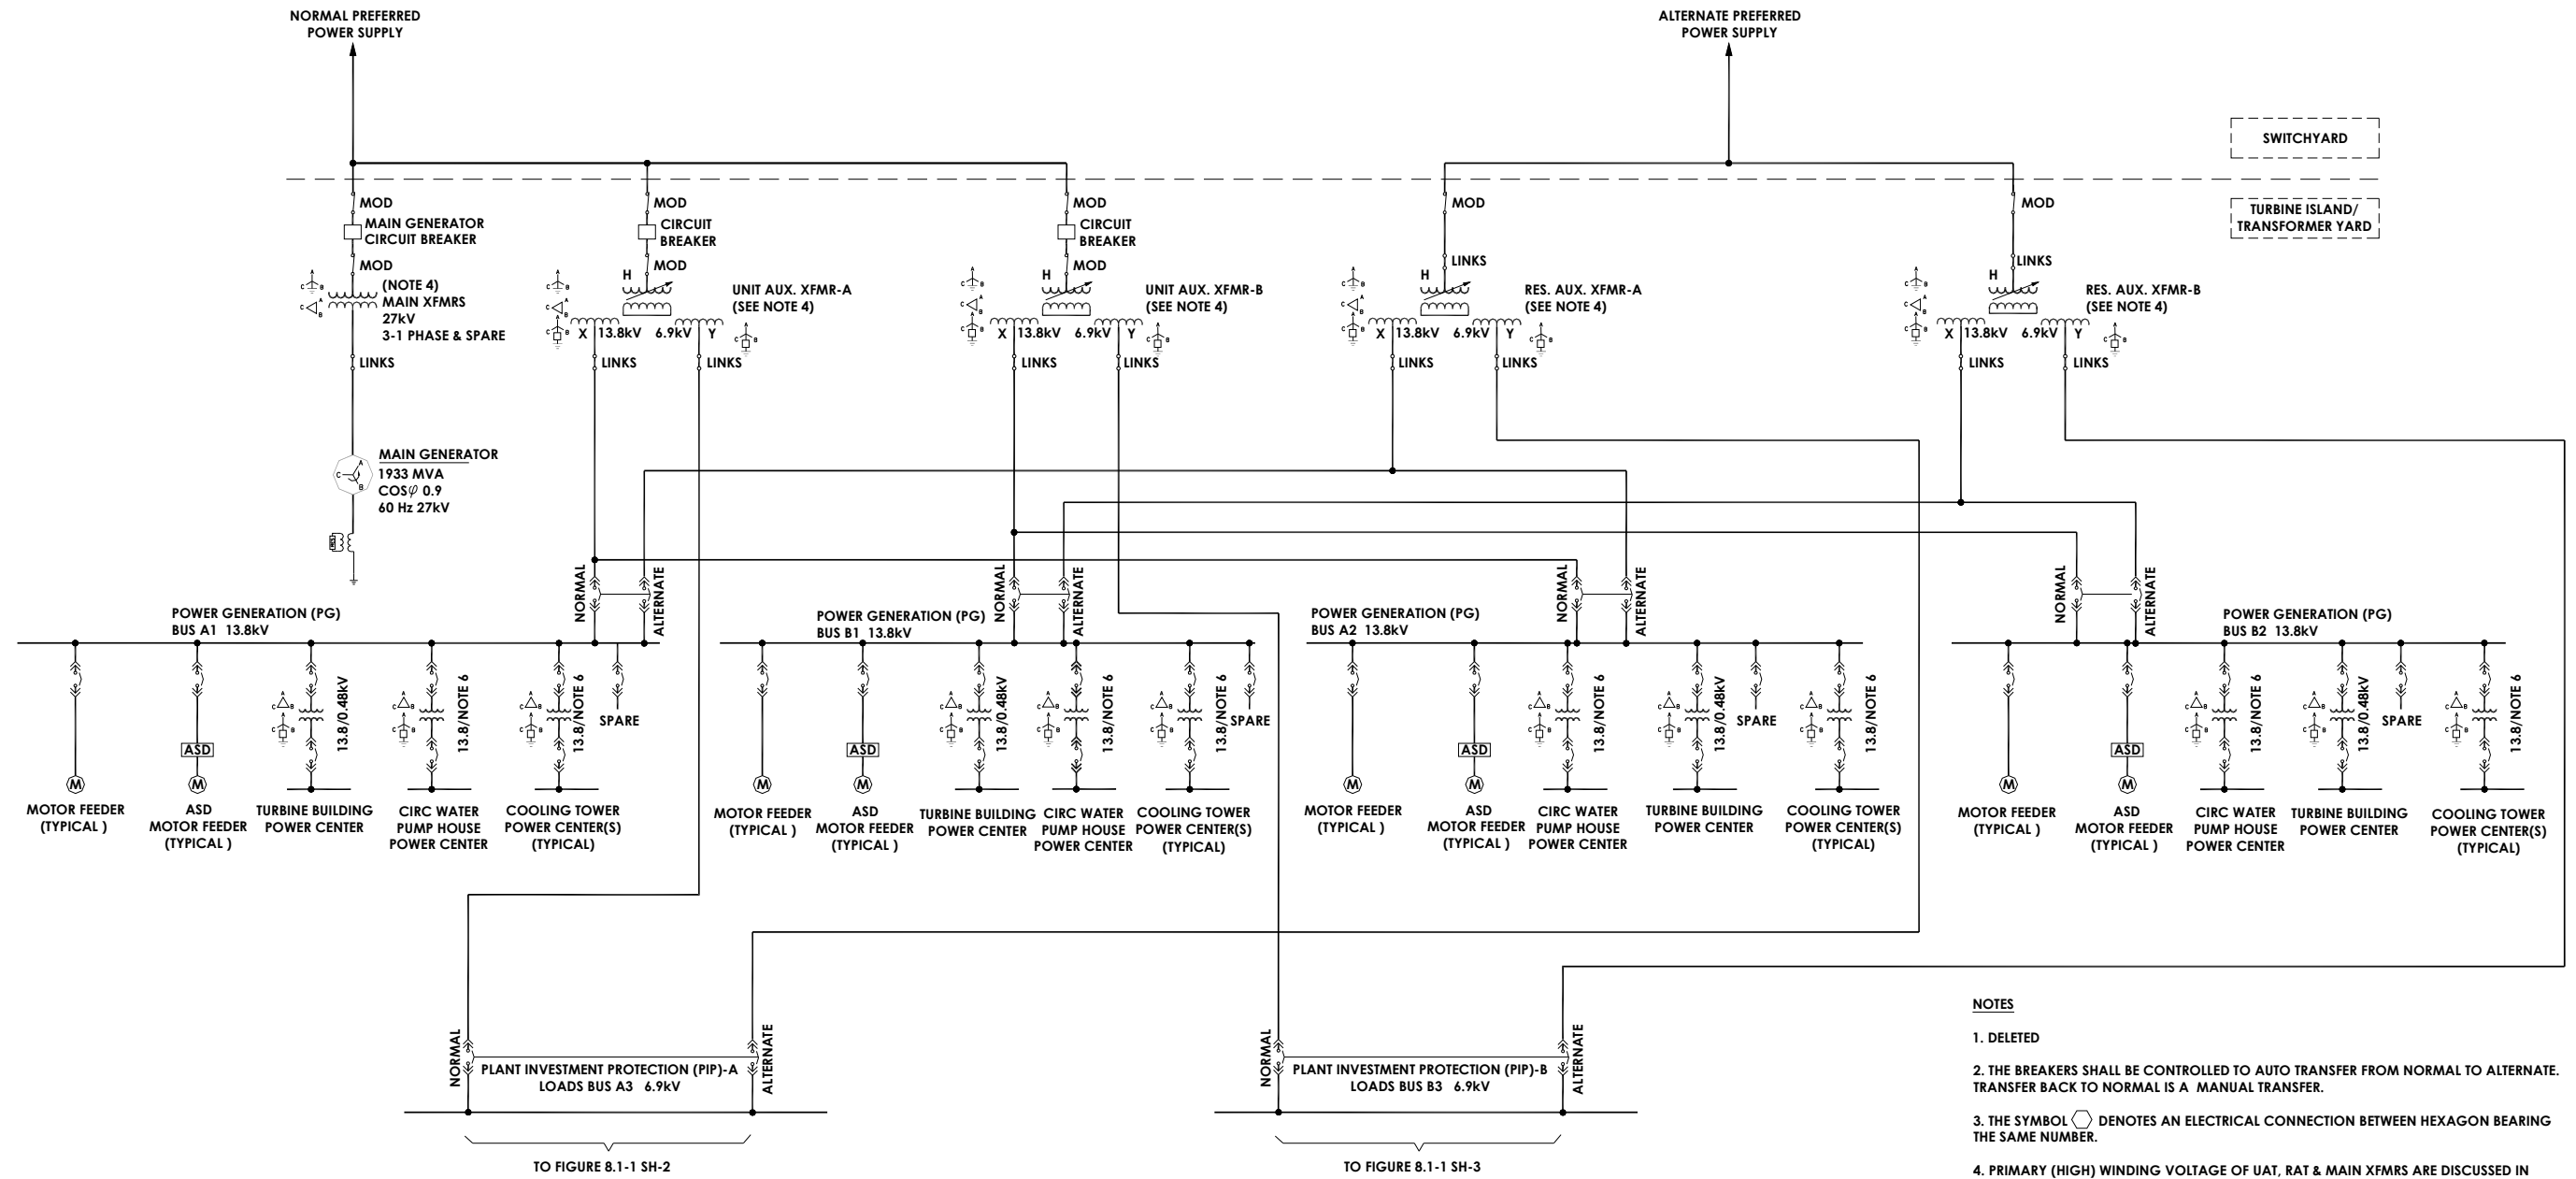 NORMAL PREFERRED
POWER SUPPLY
ALTERNATE PREFERRED
POWER SUPPLY
SWITCHYARD
TURBINE ISLAND/
TRANSFORMER YARD
MOD
MAIN GENERATOR
CIRCUIT BREAKER
MOD
(NOTE 4)
MAIN XFMRS
27kV
3-1 PHASE & SPARE
LINKS
MAIN GENERATOR
1933 MVA
COSφ 0.9
60 Hz 27kV
MOD
CIRCUIT
BREAKER
MOD
H
UNIT AUX. XFMR-A
(SEE NOTE 4)
X 13.8kV 6.9kV Y
LINKS LINKS
MOD
CIRCUIT
BREAKER
MOD
H
UNIT AUX. XFMR-B
(SEE NOTE 4)
X 13.8kV 6.9kV Y
LINKS LINKS
MOD
LINKS
H
RES. AUX. XFMR-A
(SEE NOTE 4)
X 13.8kV 6.9kV Y
LINKS LINKS
MOD
LINKS
H
RES. AUX. XFMR-B
(SEE NOTE 4)
X 13.8kV 6.9kV Y
LINKS LINKS
POWER GENERATION (PG)
BUS A1 13.8kV
NORMAL
ALTERNATE
13.8/0.48kV
13.8/NOTE 6
13.8/NOTE 6
SPARE
ASD
M
M
MOTOR FEEDER
(TYPICAL )
ASD
MOTOR FEEDER
(TYPICAL )
TURBINE BUILDING
POWER CENTER
CIRC WATER
PUMP HOUSE
POWER CENTER
COOLING TOWER
POWER CENTER(S)
(TYPICAL)
POWER GENERATION (PG)
BUS B1 13.8kV
NORMAL
ALTERNATE
13.8/0.48kV
13.8/NOTE 6
13.8/NOTE 6
SPARE
ASD
M
M
MOTOR FEEDER
(TYPICAL )
ASD
MOTOR FEEDER
(TYPICAL )
TURBINE BUILDING
POWER CENTER
CIRC WATER
PUMP HOUSE
POWER CENTER
COOLING TOWER
POWER CENTER(S)
(TYPICAL)
POWER GENERATION (PG)
BUS A2 13.8kV
NORMAL
ALTERNATE
13.8/NOTE 6
13.8/0.48kV
SPARE
13.8/NOTE 6
ASD
M
M
MOTOR FEEDER
(TYPICAL )
ASD
MOTOR FEEDER
(TYPICAL )
CIRC WATER
PUMP HOUSE
POWER CENTER
TURBINE BUILDING
POWER CENTER
COOLING TOWER
POWER CENTER(S)
(TYPICAL)
POWER GENERATION (PG)
BUS B2 13.8kV
NORMAL
ALTERNATE
13.8/NOTE 6
13.8/0.48kV
SPARE
13.8/NOTE 6
ASD
M
M
MOTOR FEEDER
(TYPICAL )
ASD
MOTOR FEEDER
(TYPICAL )
CIRC WATER
PUMP HOUSE
POWER CENTER
TURBINE BUILDING
POWER CENTER
COOLING TOWER
POWER CENTER(S)
(TYPICAL)
NORMAL
PLANT INVESTMENT PROTECTION (PIP)-A
LOADS BUS A3 6.9kV
ALTERNATE
TO FIGURE 8.1-1 SH-2
NORMAL
PLANT INVESTMENT PROTECTION (PIP)-B
LOADS BUS B3 6.9kV
ALTERNATE
TO FIGURE 8.1-1 SH-3
NOTES
1. DELETED
2. THE BREAKERS SHALL BE CONTROLLED TO AUTO TRANSFER FROM NORMAL TO ALTERNATE.
TRANSFER BACK TO NORMAL IS A MANUAL TRANSFER.
3. THE SYMBOL DENOTES AN ELECTRICAL CONNECTION BETWEEN HEXAGON BEARING
THE SAME NUMBER.
4. PRIMARY (HIGH) WINDING VOLTAGE OF UAT, RAT & MAIN XFMRS ARE DISCUSSED IN